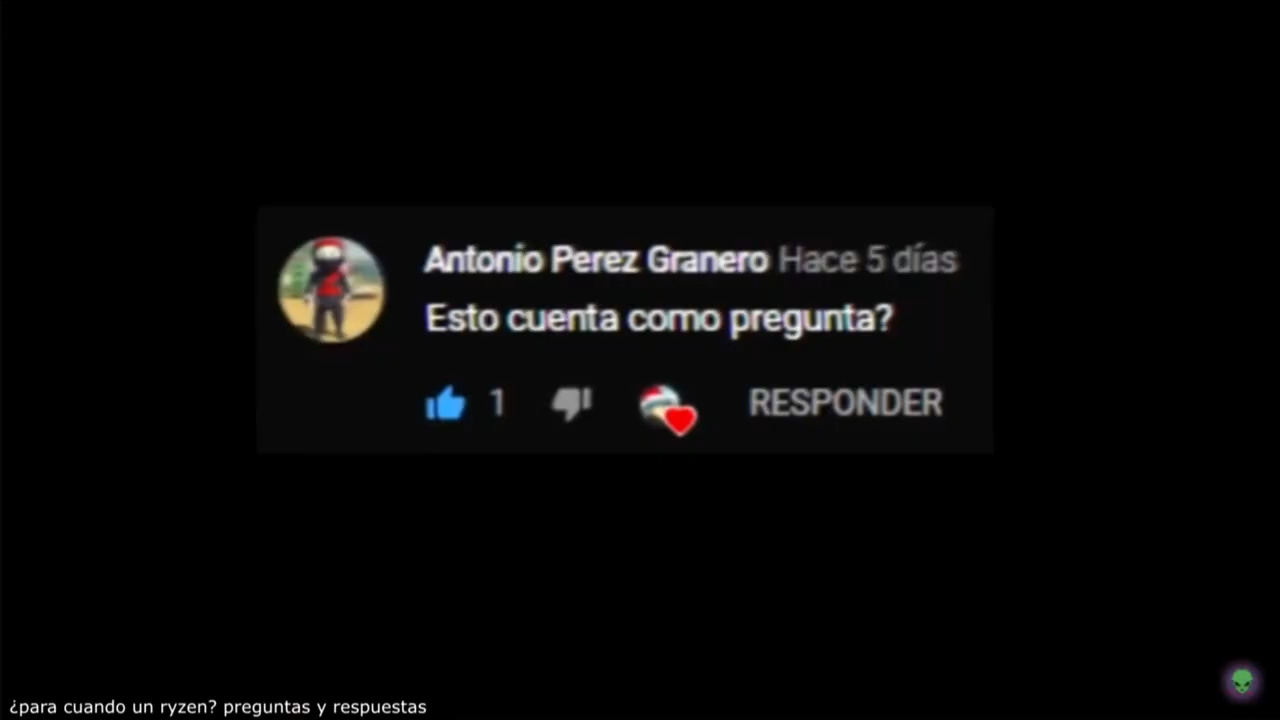 Antonio Perez Granero Hace 5 días
Esto cuenta como pregunta?
1 RESPONDER
¿para cuando un ryzen? preguntas y respuestas